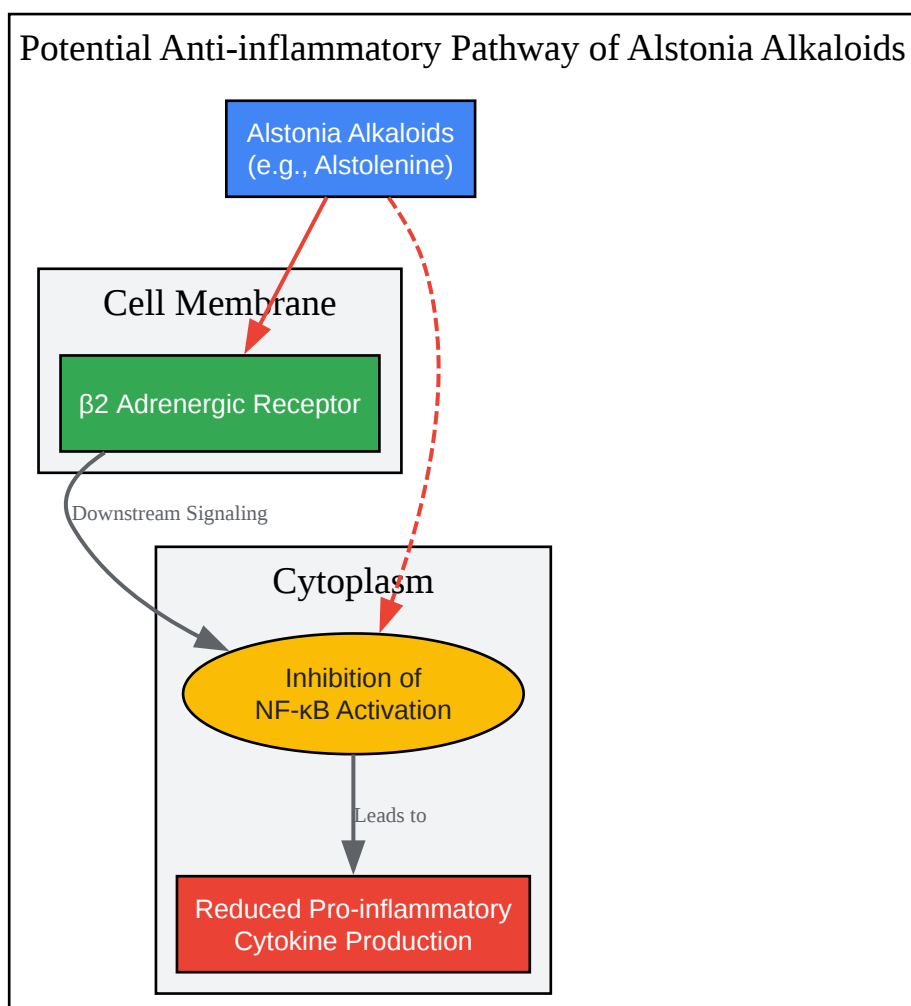 Potential Anti-inflammatory Pathway of Alstonia Alkaloids
Alstonia Alkaloids
(e.g., Alstolenine)
Cell Membrane
β2 Adrenergic Receptor
Downstream Signaling
Cytoplasm
Inhibition of
NF-κB Activation
Leads to
Reduced Pro-inflammatory
Cytokine Production